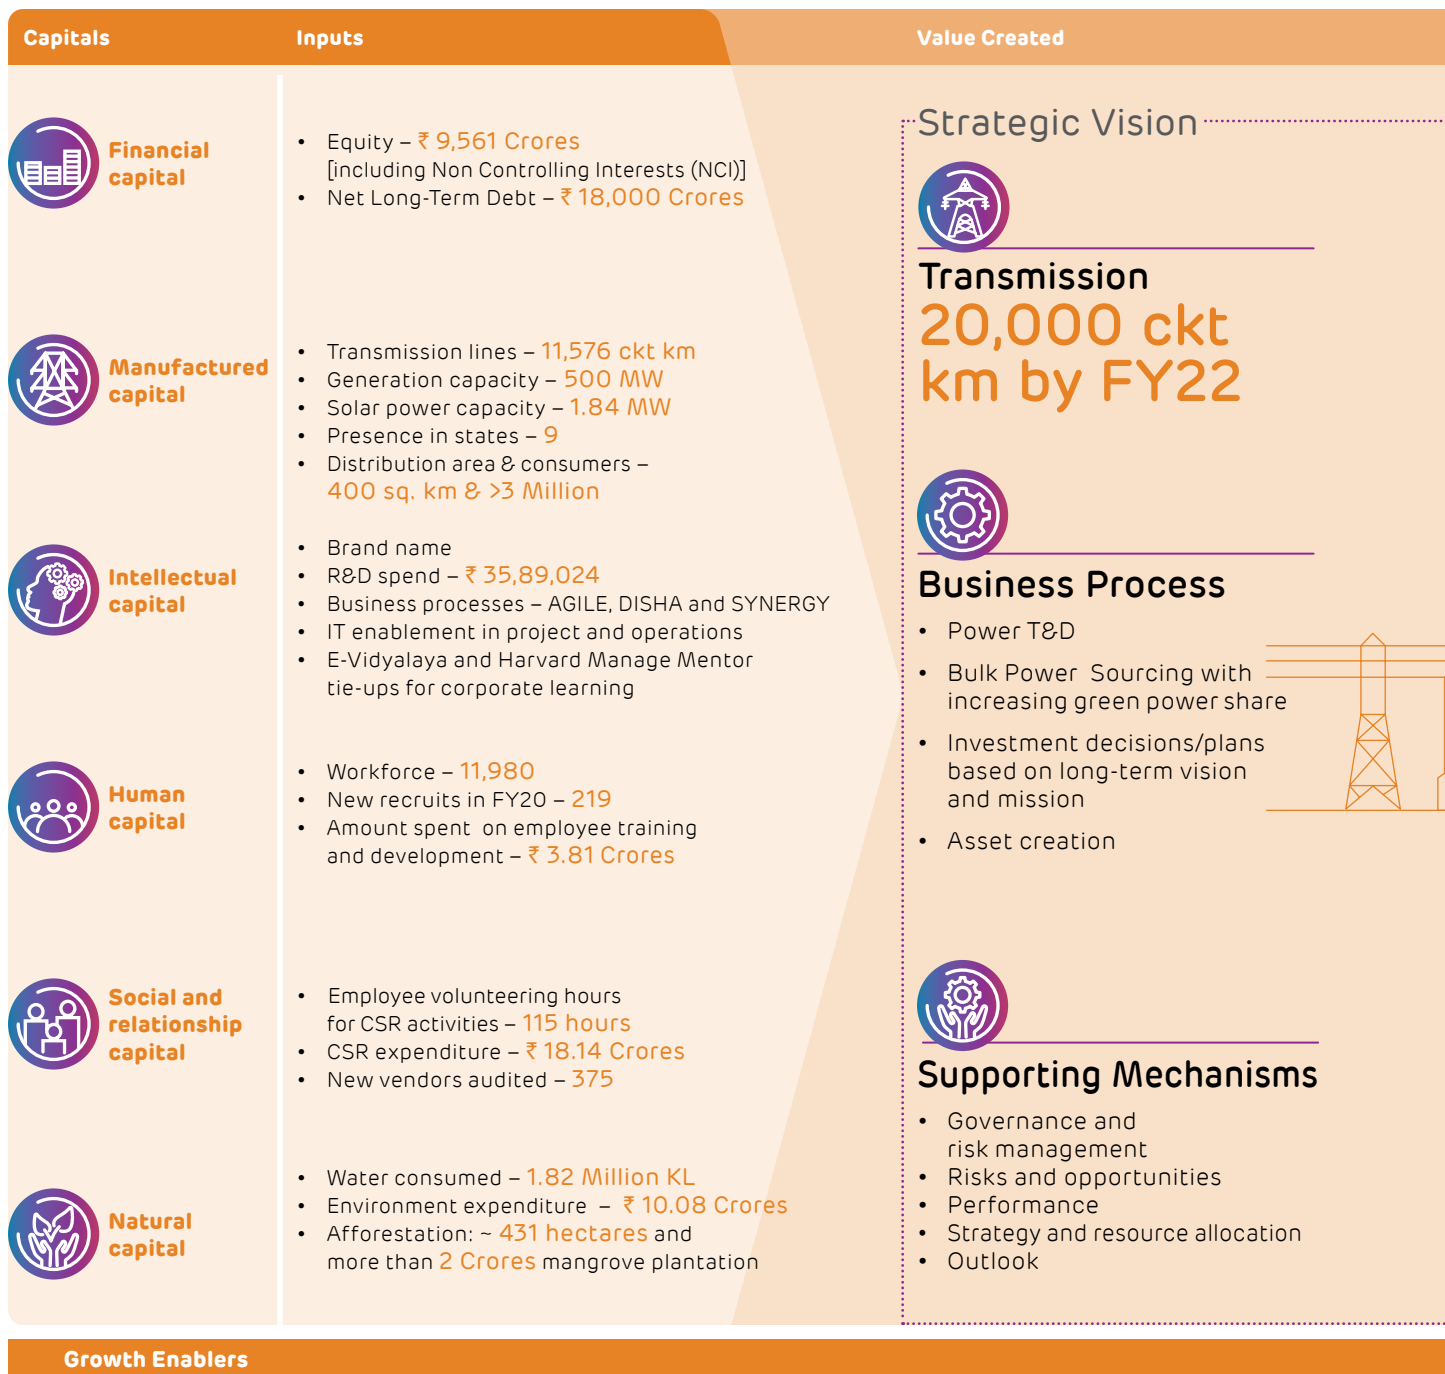 Capitals
Inputs
Value Created
Financial
capital
• Equity – ₹ 9,561 Crores
[including Non Controlling Interests (NCI)]
• Net Long-Term Debt – ₹ 18,000 Crores
Manufactured
capital
• Transmission lines – 11,576 ckt km
• Generation capacity – 500 MW
• Solar power capacity – 1.84 MW
• Presence in states – 9
• Distribution area & consumers –
400 sq. km & >3 Million
Intellectual
capital
• Brand name
• R&D spend – ₹ 35,89,024
• Business processes – AGILE, DISHA and SYNERGY
• IT enablement in project and operations
• E-Vidyalaya and Harvard Manage Mentor
tie-ups for corporate learning
Human
capital
• Workforce – 11,980
• New recruits in FY20 – 219
• Amount spent on employee training
and development – ₹ 3.81 Crores
Social and
relationship
capital
• Employee volunteering hours
for CSR activities – 115 hours
• CSR expenditure – ₹ 18.14 Crores
• New vendors audited – 375
Natural
capital
• Water consumed – 1.82 Million KL
• Environment expenditure – ₹ 10.08 Crores
• Afforestation: ~ 431 hectares and
more than 2 Crores mangrove plantation
Strategic Vision
Transmission
20,000 ckt
km by FY22
Business Process
• Power T&D
• Bulk Power Sourcing with
increasing green power share
• Investment decisions/plans
based on long-term vision
and mission
• Asset creation
Supporting Mechanisms
• Governance and
risk management
• Risks and opportunities
• Performance
• Strategy and resource allocation
• Outlook
Growth Enablers